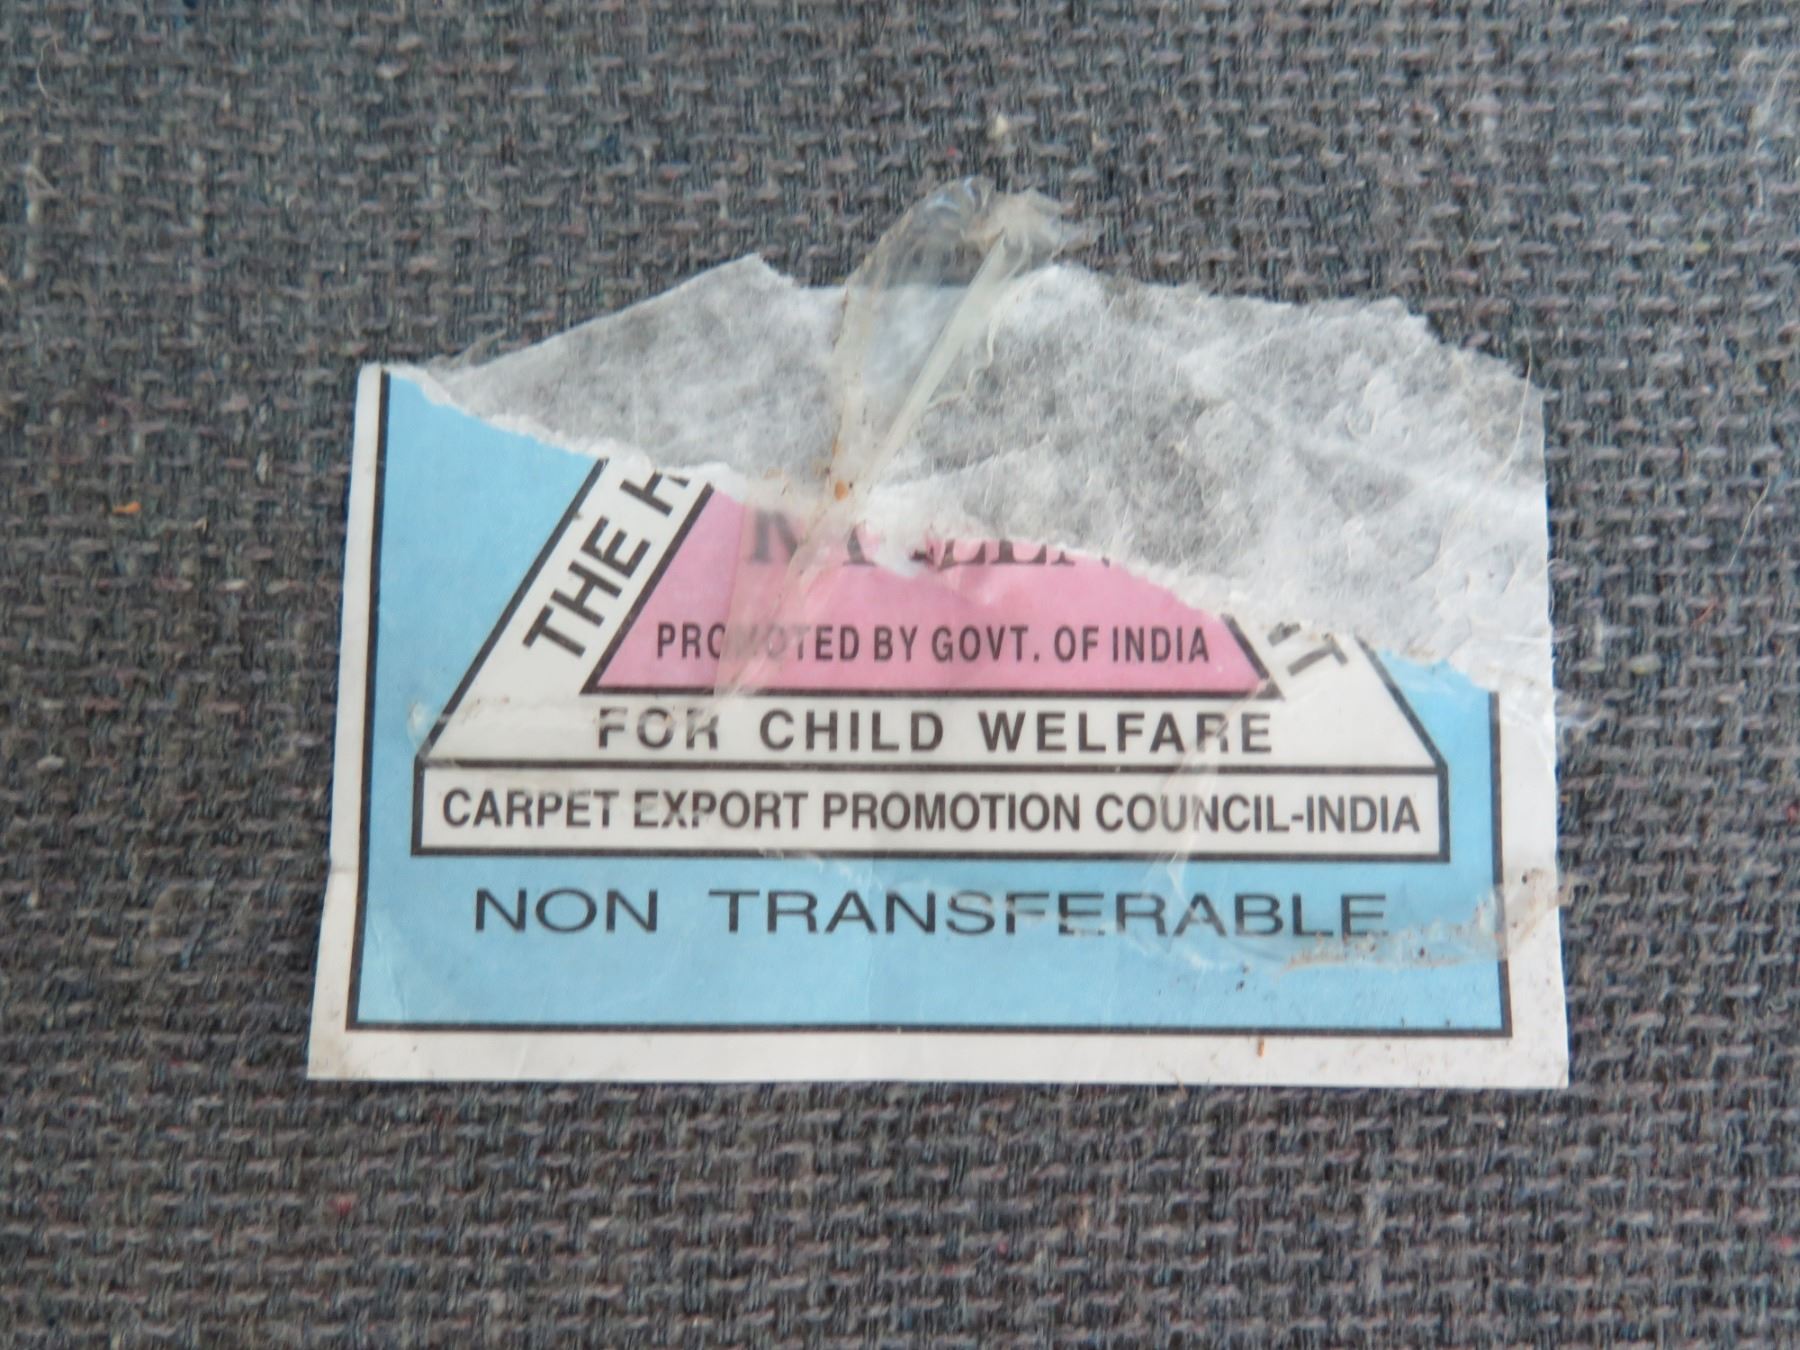 THE
PROMOTED BY GOVT. OF INDIA
FOR CHILD WELFARE
CARPET EXPORT PROMOTION COUNCIL-INDIA
NON TRANSFERABLE